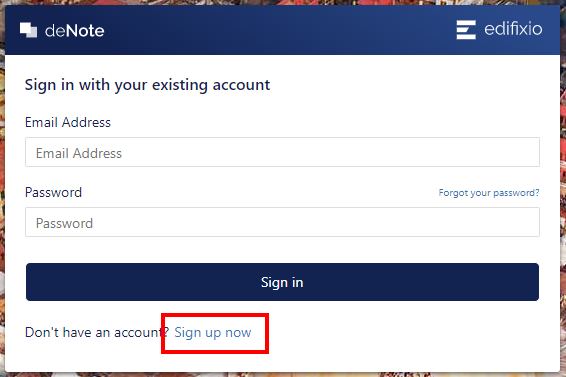 deNote
edifixio
Sign in with your existing account
Email Address
Email Address
Password
Forgot your password?
Password
Sign in
Don't have an account? Sign up now